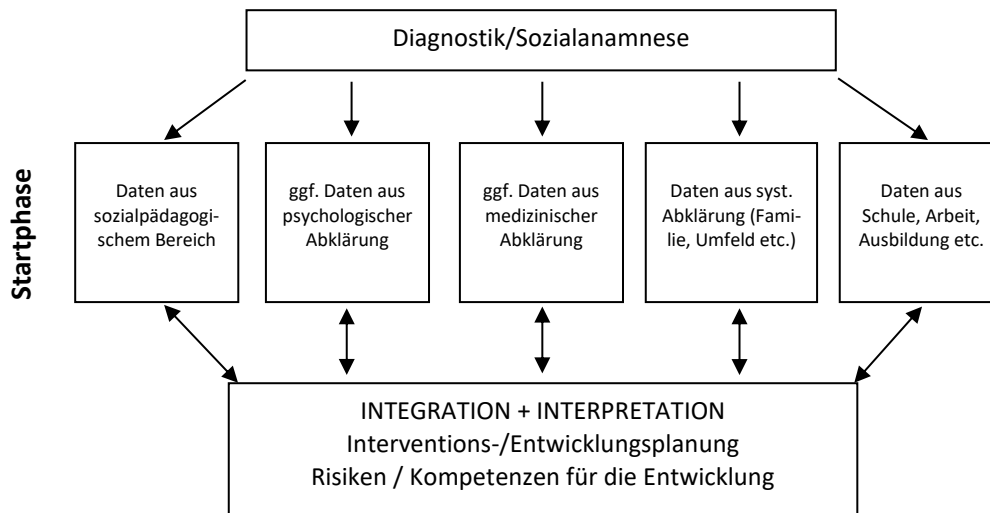 Diagnostik/Sozialanamnese
Startphase
Daten aus
sozialpädagogi-
schem Bereich
ggf. Daten aus
psychologischer
Abklärung
ggf. Daten aus
medizinischer
Abklärung
Daten aus syst.
Abklärung (Fami-
lie, Umfeld etc.)
Daten aus
Schule, Arbeit,
Ausbildung etc.
INTEGRATION + INTERPRETATION
Interventions-/Entwicklungsplanung
Risiken / Kompetenzen für die Entwicklung